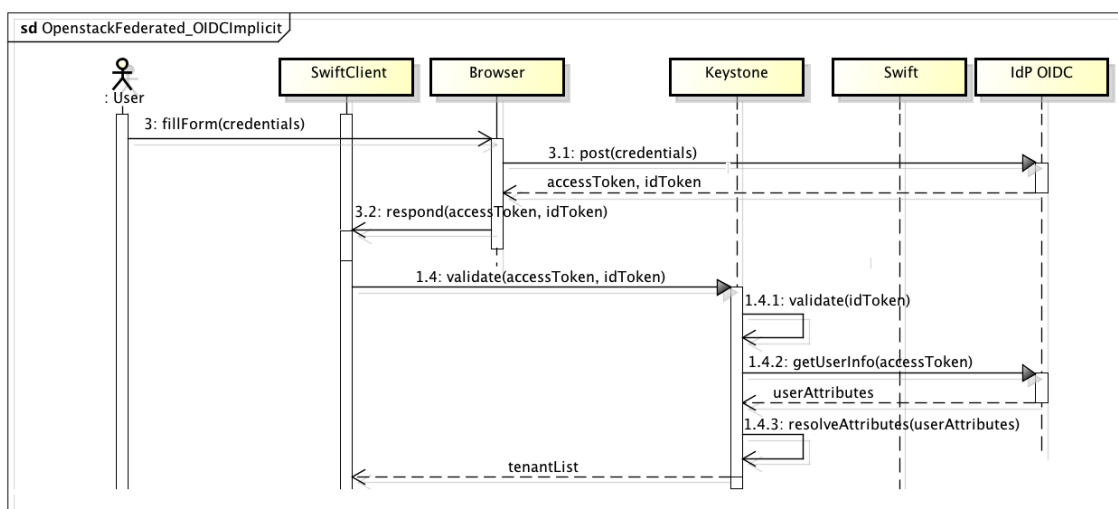 sd OpenstackFederated_OIDCImplicit
: User
SwiftClient
Browser
Keystone
Swift
IdP OIDC
3: fillForm(credentials)
3.1: post(credentials)
accessToken, idToken
3.2: respond(accessToken, idToken)
1.4: validate(accessToken, idToken)
1.4.1: validate(idToken)
1.4.2: getUserInfo(accessToken)
userAttributes
1.4.3: resolveAttributes(userAttributes)
tenantList